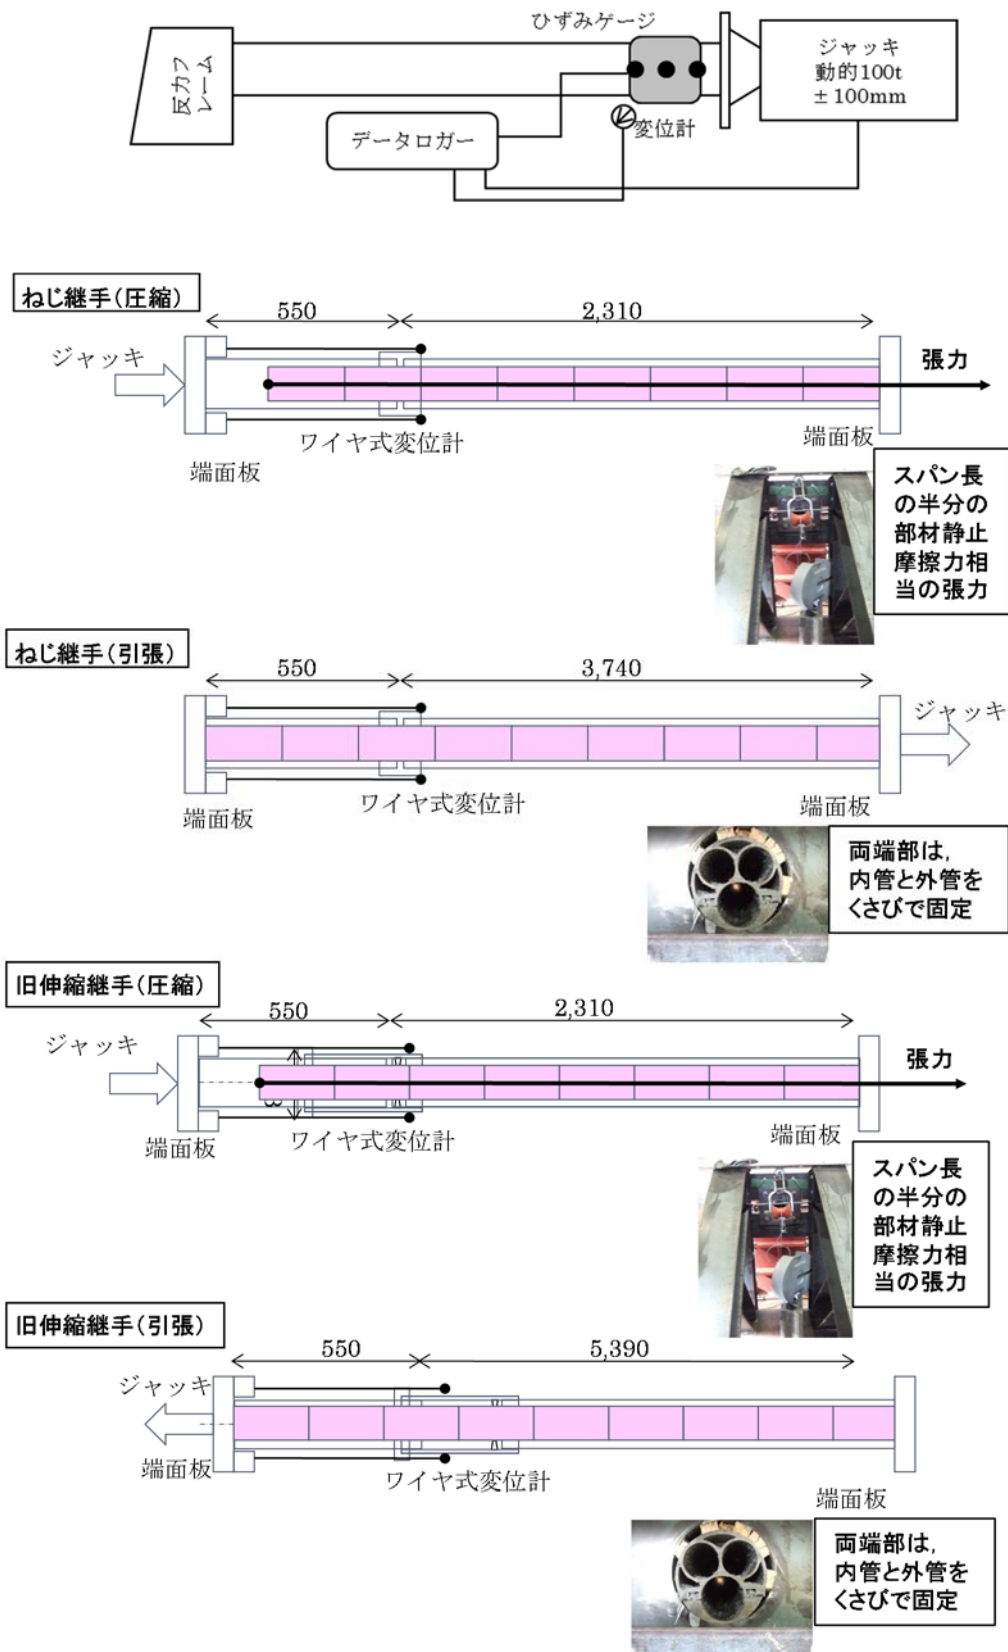 ひずみゲージ
反力フ
レーム
ジャッキ
動的100t
± 100mm
データロガー
変位計
ねじ継手(圧縮)
550
2,310
ジャッキ
張力
ワイヤ式変位計
端面板
端面板
スパン長
の半分の
部材静止
摩擦力相
当の張力
ねじ継手(引張)
550
3,740
ジャッキ
ワイヤ式変位計
端面板
端面板
両端部は,
内管と外管を
くさびで固定
旧伸縮継手(圧縮)
550
2,310
ジャッキ
張力
3
ワイヤ式変位計
端面板
端面板
スパン長
の半分の
部材静止
摩擦力相
当の張力
旧伸縮継手(引張)
550
5,390
ジャッキ
端面板
ワイヤ式変位計
端面板
両端部は,
内管と外管を
くさびで固定